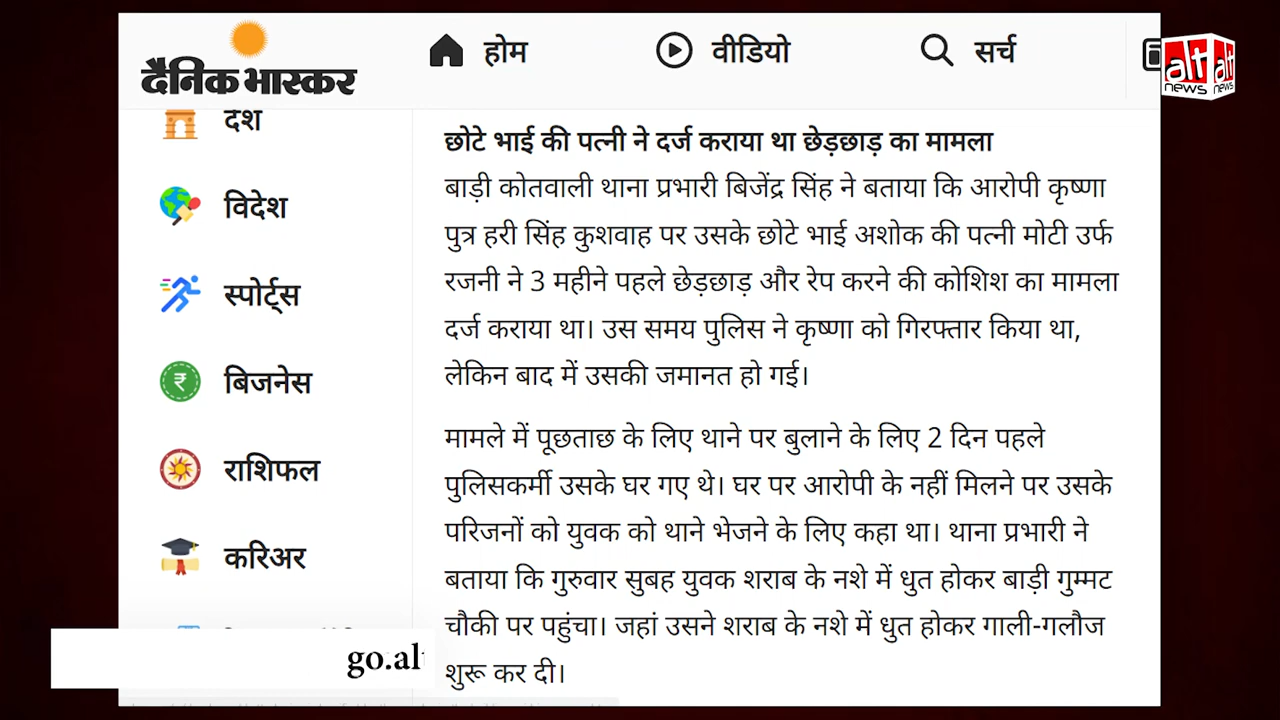 दैनिक भास्कर
होम
वीडियो
सर्च
alt
news
alt
news
देश
विदेश
स्पोर्ट्स
बिजनेस
राशिफल
करिअर
छोटे भाई की पत्नी ने दर्ज कराया था छेड़छाड़ का मामला
बाड़ी कोतवाली थाना प्रभारी बिजेंद्र सिंह ने बताया कि आरोपी कृष्णा
पुत्र हरी सिंह कुशवाह पर उसके छोटे भाई अशोक की पत्नी मोटी उर्फ
रजनी ने 3 महीने पहले छेड़छाड़ और रेप करने की कोशिश का मामला
दर्ज कराया था। उस समय पुलिस ने कृष्णा को गिरफ्तार किया था,
लेकिन बाद में उसकी जमानत हो गई।
मामले में पूछताछ के लिए थाने पर बुलाने के लिए 2 दिन पहले
पुलिसकर्मी उसके घर गए थे। घर पर आरोपी के नहीं मिलने पर उसके
परिजनों को युवक को थाने भेजने के लिए कहा था। थाना प्रभारी ने
बताया कि गुरुवार सुबह युवक शराब के नशे में धुत होकर बाड़ी गुम्मट
चौकी पर पहुंचा। जहां उसने शराब के नशे में धुत होकर गाली-गलौज
शुरू कर दी।
go.al